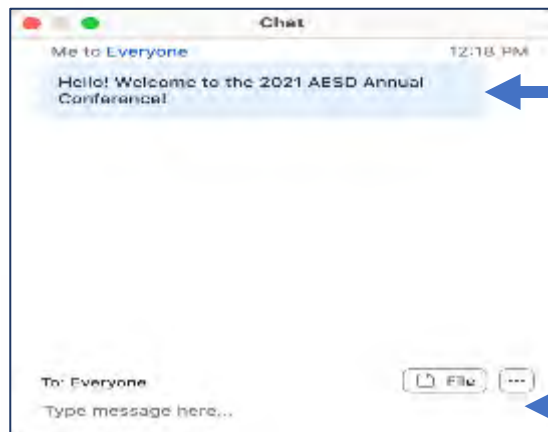 Chat
Me to Everyone 12:18 PM
Hello! Welcome to the 2021 AESD Annual
Conference!
To: Everyone File ...
Type message here...